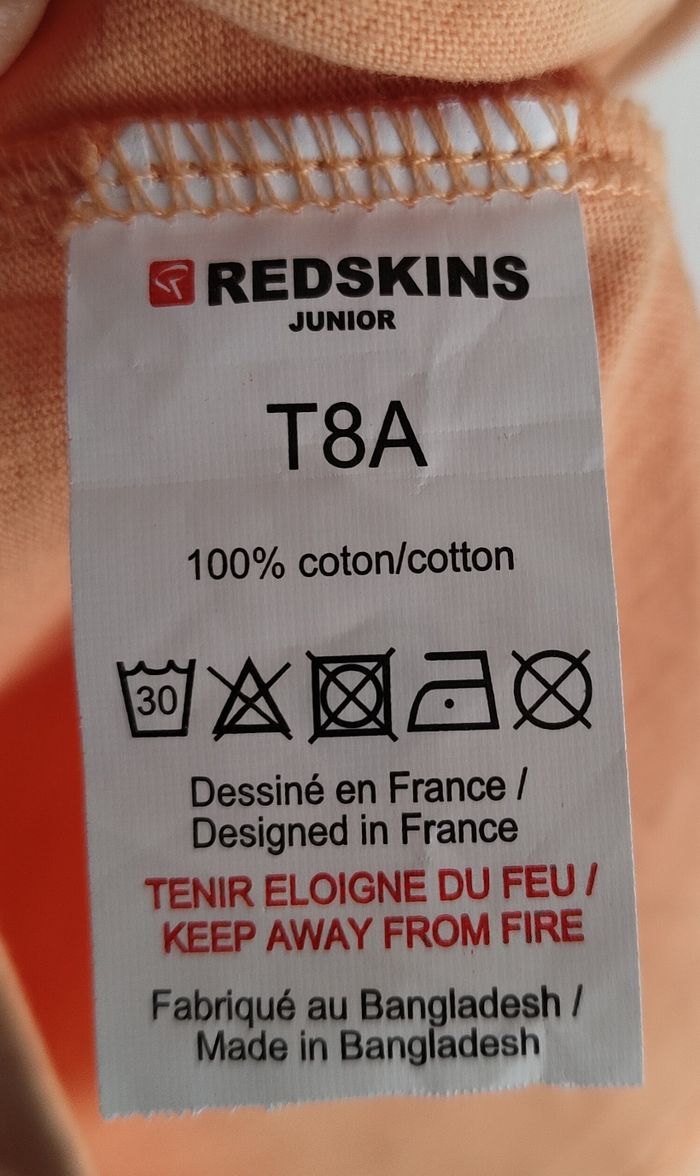 REDSKINS
JUNIOR
T8A
100% coton/cotton
30
Dessiné en France /
Designed in France
TENIR ELOIGNE DU FEU /
KEEP AWAY FROM FIRE
Fabriqué au Bangladesh /
Made in Bangladesh